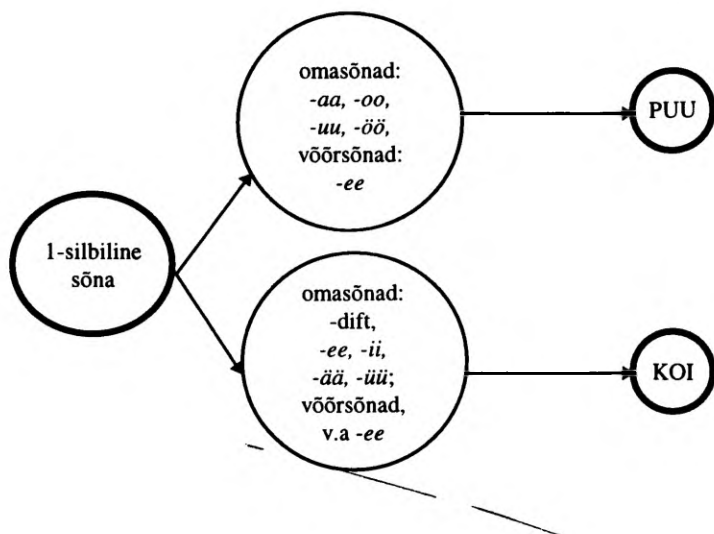 omasõnad:
-aa, -oo,
-uu, -öö,
võõrsõnad:
-ee
PUU
1-silbiline
sõna
omasõnad:
-dift,
-ee, -ii,
-ää, -üü;
võõrsõnad,
v.a -ee
KOI